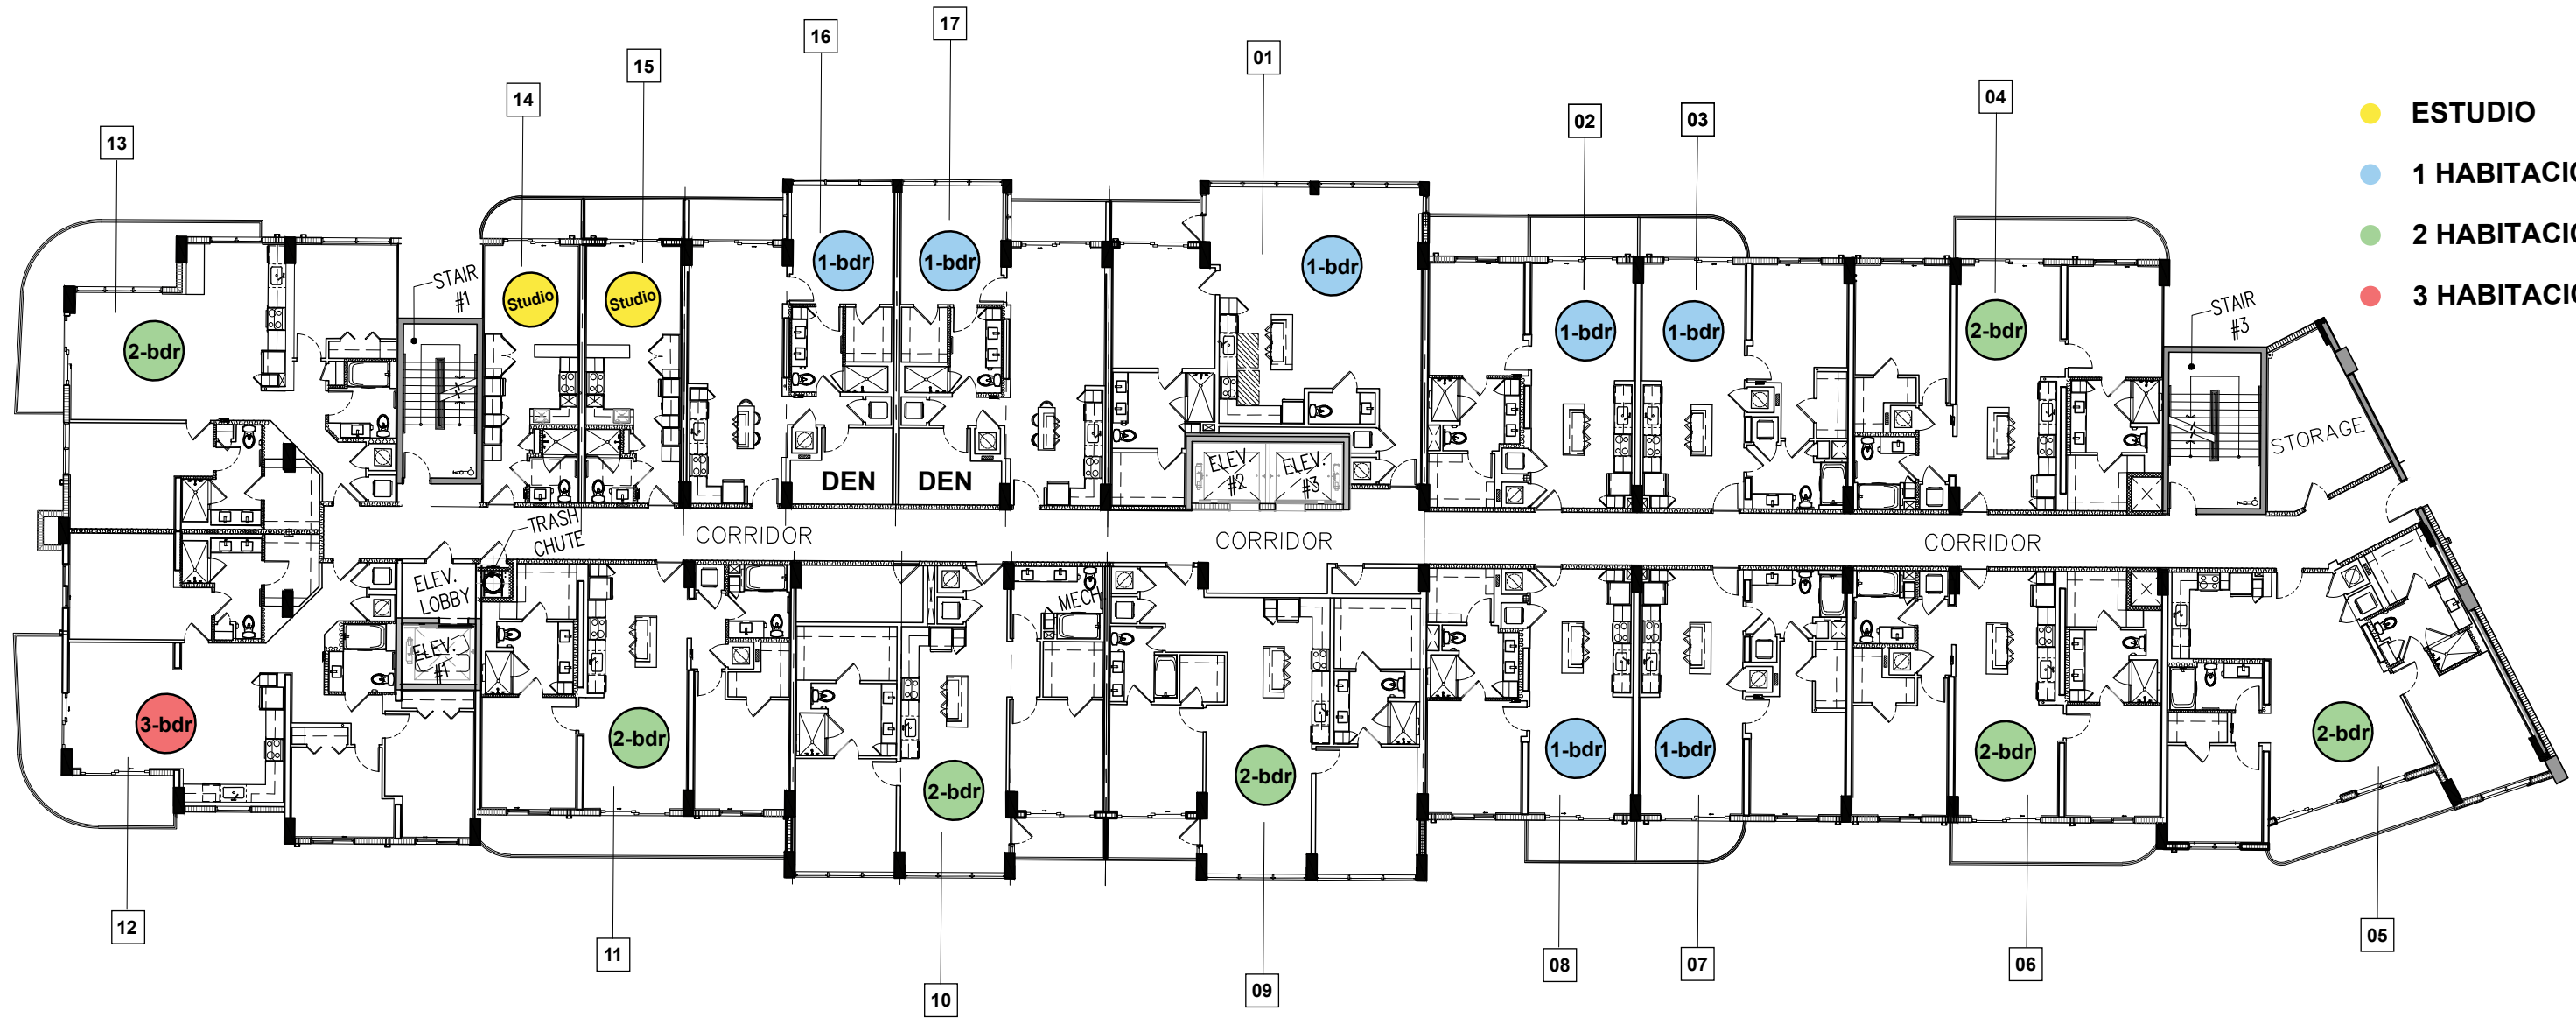 17
16
01
15
04
14
ESTUDIO
03
02
13
1 HABITACIO
2 HABITACIO
1-bdr
1-bdr
1-bdr
STAIR
#1
Studio
Studio
3 HABITACIO
STAIR
#3
1-bdr
1-bdr
2-bdr
2-bdr
STORAGE
ELEV.
#2
ELEV.
#3
DEN
DEN
TRASH
CHUTE
CORRIDOR
CORRIDOR
CORRIDOR
ELEV.
LOBBY
MECH
ELEV.
#1
3-bdr
2-bdr
2-bdr
2-bdr
1-bdr
1-bdr
2-bdr
2-bdr
12
05
11
08
07
06
09
10